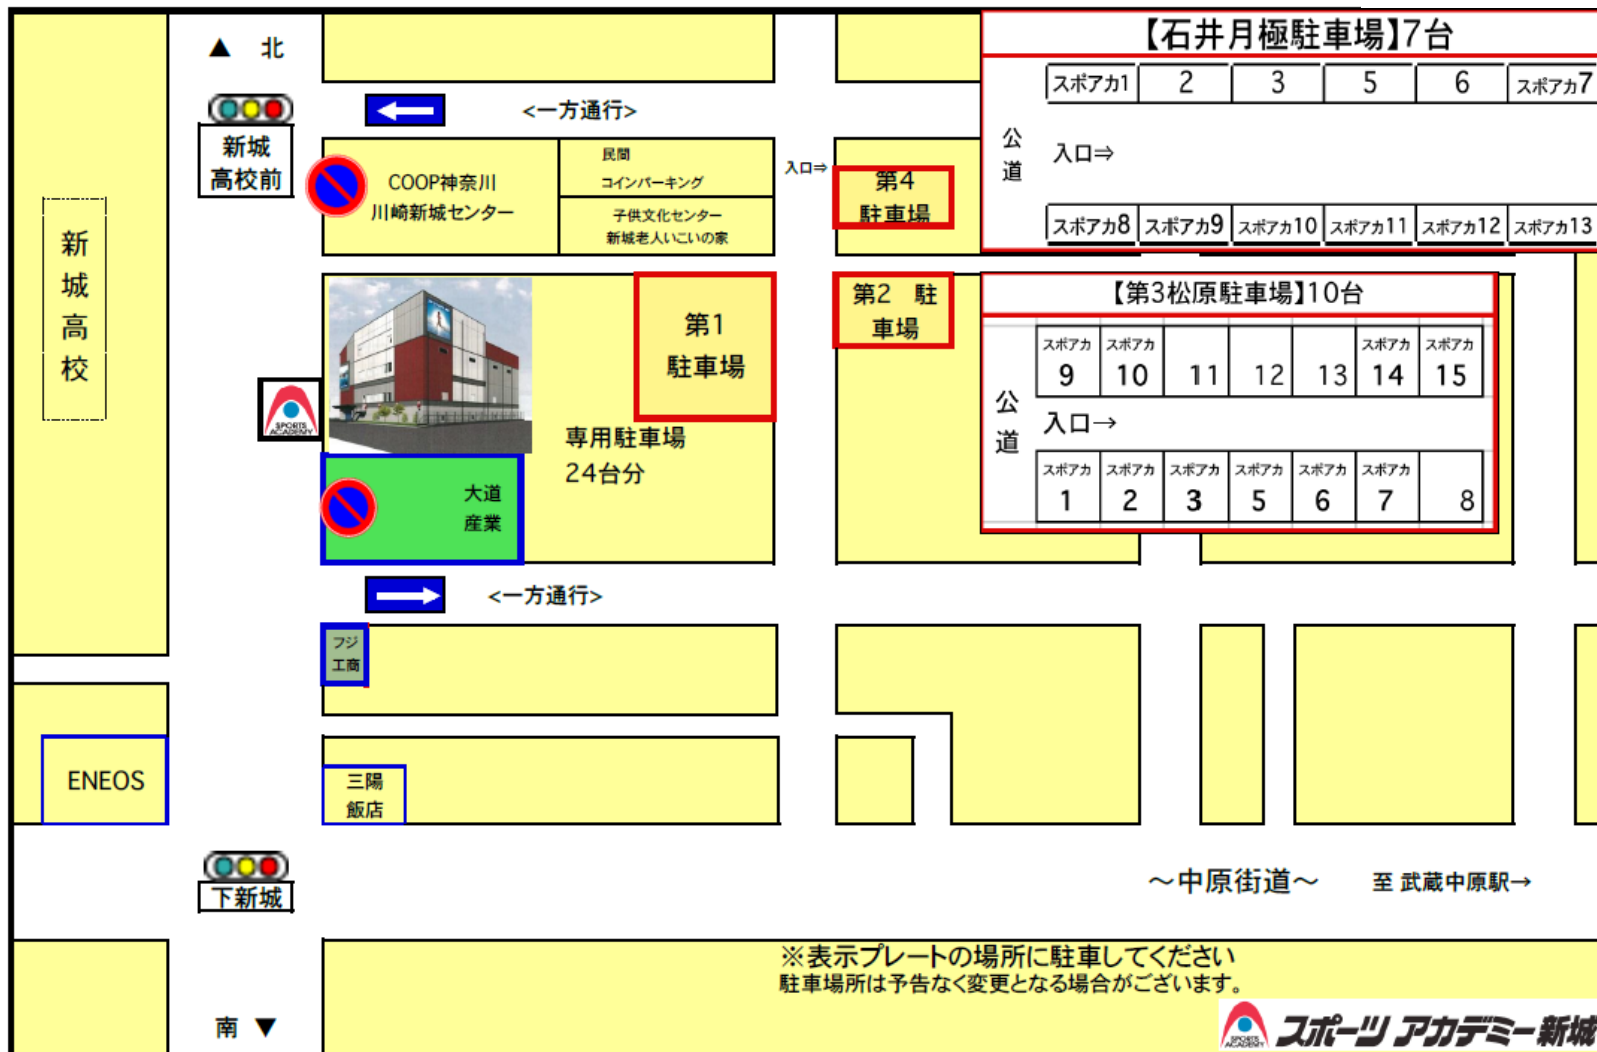 ▲ 北
新城
高校前
新
城
高
校
<一方通行>
COOP神奈川
川崎新城センター
民間
コインパーキング
子供文化センター
新城老人いこいの家
入口⇒
第4
駐車場
【石井月極駐車場】7台
公
道
スポアカ1 2 3 5 6 スポアカ7
入口⇒
スポアカ8 スポアカ9 スポアカ10 スポアカ11 スポアカ12 スポアカ13
第1
駐車場
第2 駐
車場
【第3松原駐車場】10台
公
道
スポアカ スポアカ スポアカ スポアカ
9 10 11 12 13 14 15
入口→
スポアカ スポアカ スポアカ スポアカ スポアカ スポアカ
1 2 3 5 6 7 8
SPORTS
ACADEMY
専用駐車場
24台分
大道
産業
<一方通行>
フジ
工商
ENEOS
三陽
飯店
下新城
～中原街道～ 至 武蔵中原駅→
※表示プレートの場所に駐車してください
駐車場所は予告なく変更となる場合がございます。
南 ▼
SPORTS
ACADEMY
スポーツ アカデミー 新城